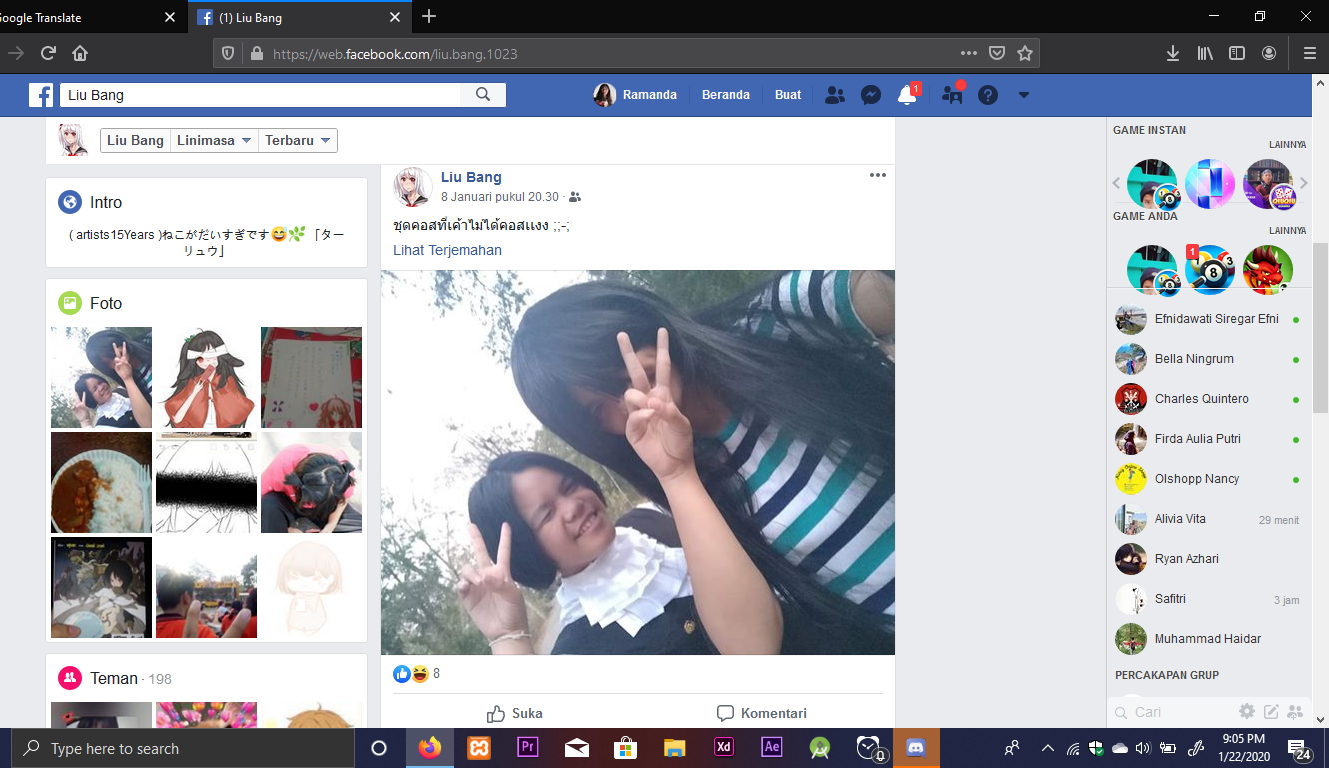 Google Translate
(1) Liu Bang
https://web.facebook.com/liu.bang.1023
Liu Bang
Ramanda
Beranda
Buat
1
Liu Bang
Linimasa
Terbaru
Intro
( artists15Years )ねこがだいすぎです😅🌿「ター
リュウ」
Foto
Teman · 198
Liu Bang
8 Januari pukul 20.30 ·
ชุดคอสที่เค้าไม่ได้คอสแงง ;;-;
Lihat Terjemahan
8
Suka
Komentari
GAME INSTAN
LAINNYA
GAME ANDA
LAINNYA
1
Efnidawati Siregar Efni
Bella Ningrum
Charles Quintero
Firda Aulia Putri
Olshopp Nancy
Alivia Vita
29 menit
Ryan Azhari
Safitri
3 jam
Muhammad Haidar
PERCAKAPAN GRUP
Cari
Type here to search
Pr
Xd
Ae
9:05 PM
1/22/2020
24